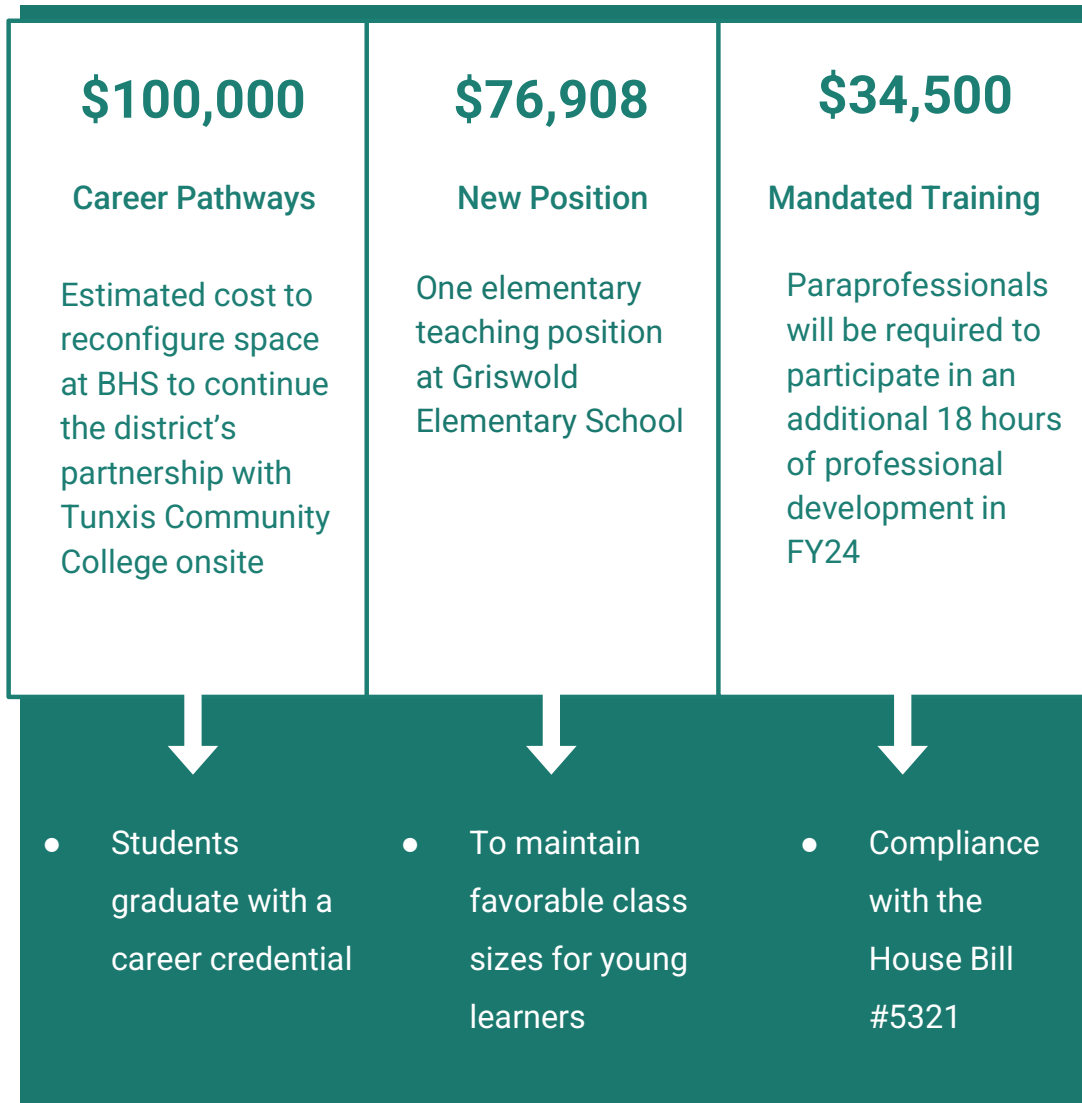 $100,000
Career Pathways
Estimated cost to
reconfigure space
at BHS to continue
the district's
partnership with
Tunxis Community
College onsite
$76,908
New Position
One elementary
teaching position
at Griswold
Elementary School
$34,500
Mandated Training
Paraprofessionals
will be required to
participate in an
additional 18 hours
of professional
development in
FY24
● Students
graduate with a
career credential
● To maintain
favorable class
sizes for young
learners
● Compliance
with the
House Bill
#5321